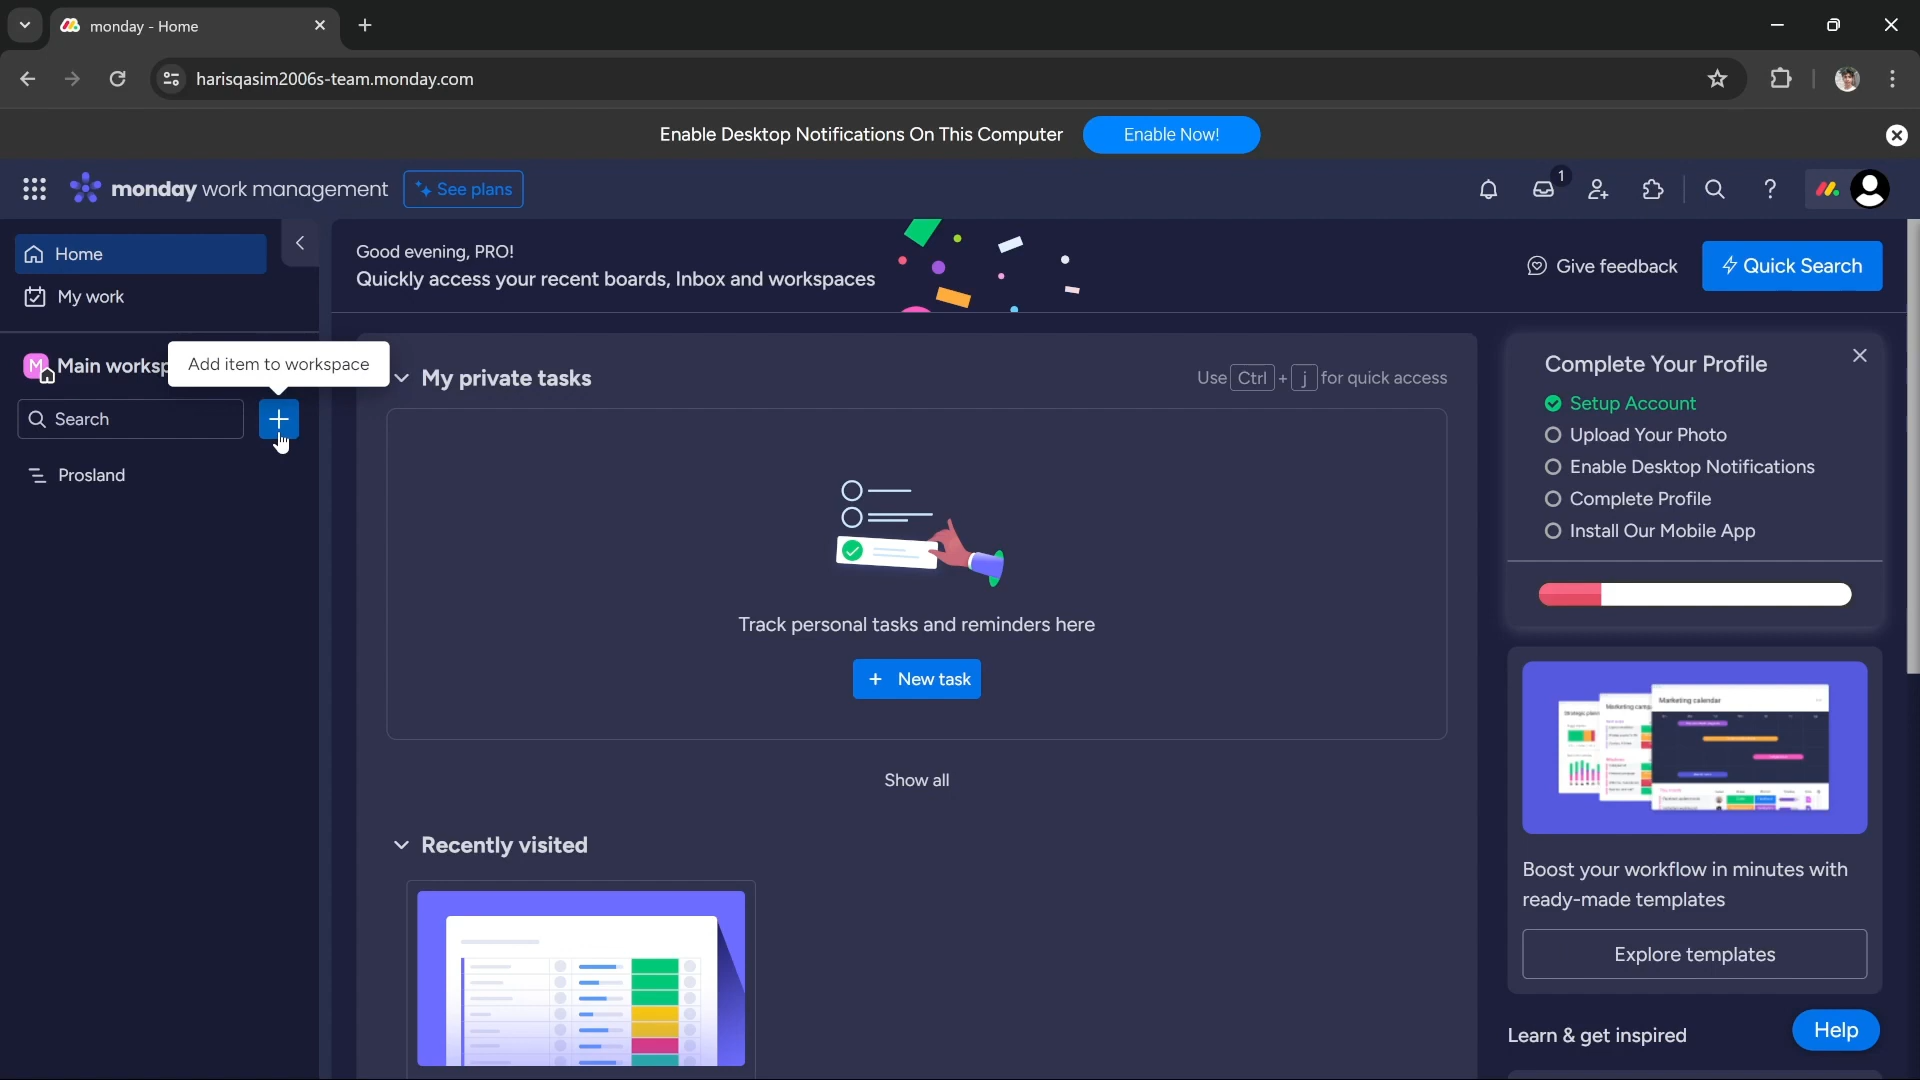 monday - Home
harisqasim2006s-team.monday.com
Enable Desktop Notifications On This Computer
Enable Now!
monday work management
See plans
1
Home
My work
Good evening, PRO!
Quickly access your recent boards, Inbox and workspaces
Give feedback
Quick Search
M
Main worksp
Add item to workspace
Search
Prosland
My private tasks
Use Ctrl + j for quick access
Track personal tasks and reminders here
+ New task
Show all
Recently visited
Complete Your Profile
Setup Account
Upload Your Photo
Enable Desktop Notifications
Complete Profile
Install Our Mobile App
Marketing calendar
Boost your workflow in minutes with
ready-made templates
Explore templates
Learn & get inspired
Help